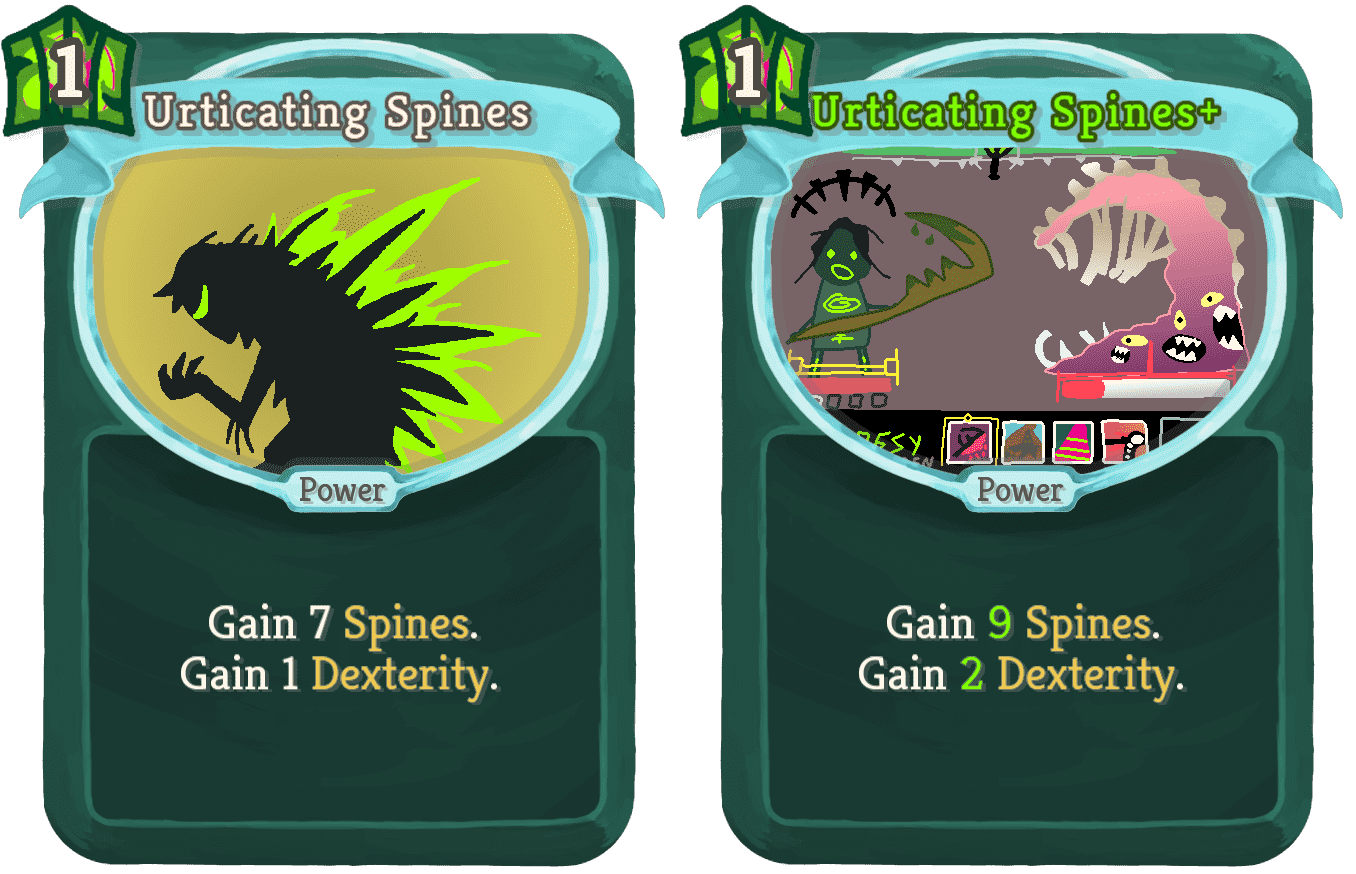 1
Urticating Spines
Power
Gain 7 Spines.
Gain 1 Dexterity.
1
Urticating Spines+
Power
Gain 9 Spines.
Gain 2 Dexterity.